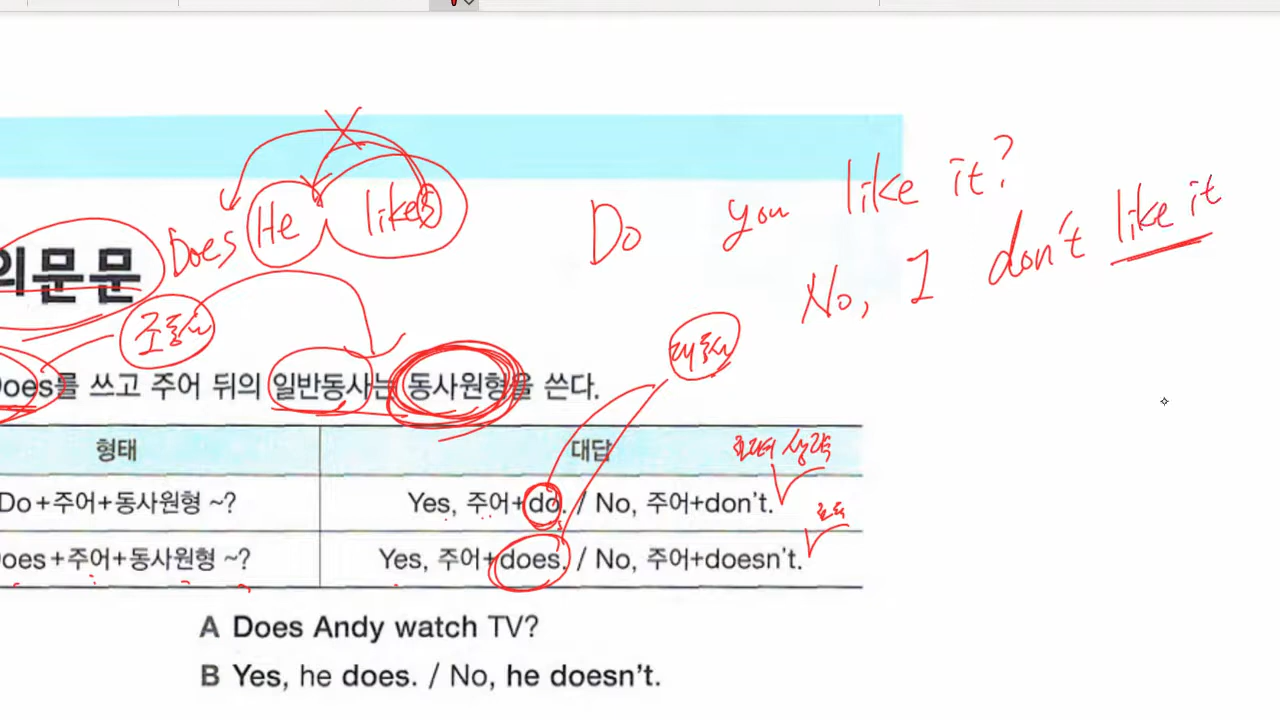 Do you like it?
No, I don't like it
Does He likes
의문문
조동사
대동사
Does를 쓰고 주어 뒤의 일반동사는 동사원형을 쓴다.
형태 대답
생략
Do+주어+동사원형 ~? Yes, 주어+do. / No, 주어+don't.
oes+주어+동사원형 ~? Yes, 주어+does. / No, 주어+doesn't.
A Does Andy watch TV?
B Yes, he does. / No, he doesn't.